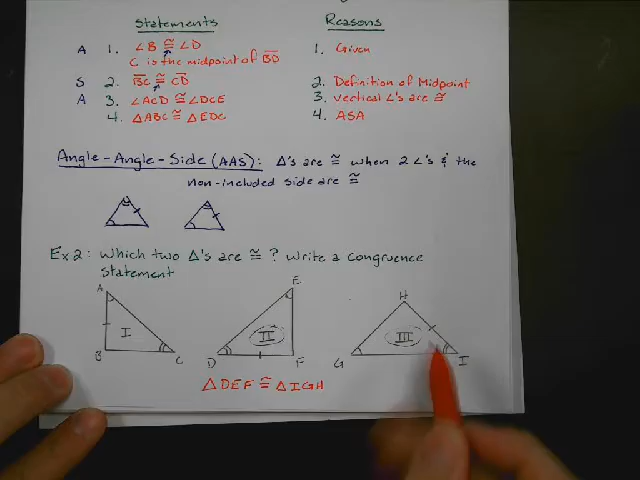 Statements Reasons
A 1. ∠B ≅ ∠D 1. Given
C is the midpoint of BD
S 2. BC ≅ CD 2. Definition of Midpoint
A 3. ∠ACD ≅ ∠DCE 3. vertical ∠'s are ≅
4. △ABC ≅ △EDC 4. ASA
Angle-Angle-Side (AAS): △'s are ≅ when 2 ∠'s & the
non-included side are ≅
Ex 2: Which two △'s are ≅? Write a congruence
statement
A E H
I II III
B C D F G I
△DEF ≅ △IGH